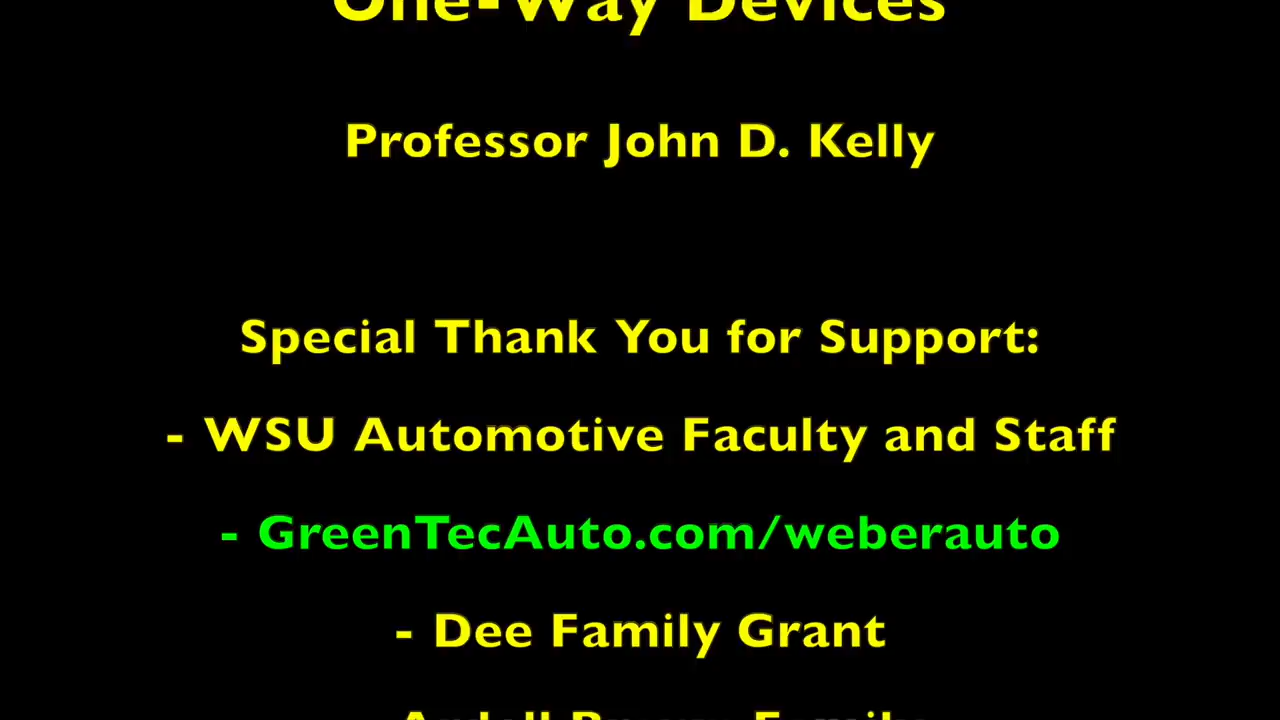 One-Way Devices
Professor John D. Kelly
Special Thank You for Support:
- WSU Automotive Faculty and Staff
- GreenTecAuto.com/weberauto
- Dee Family Grant
Family